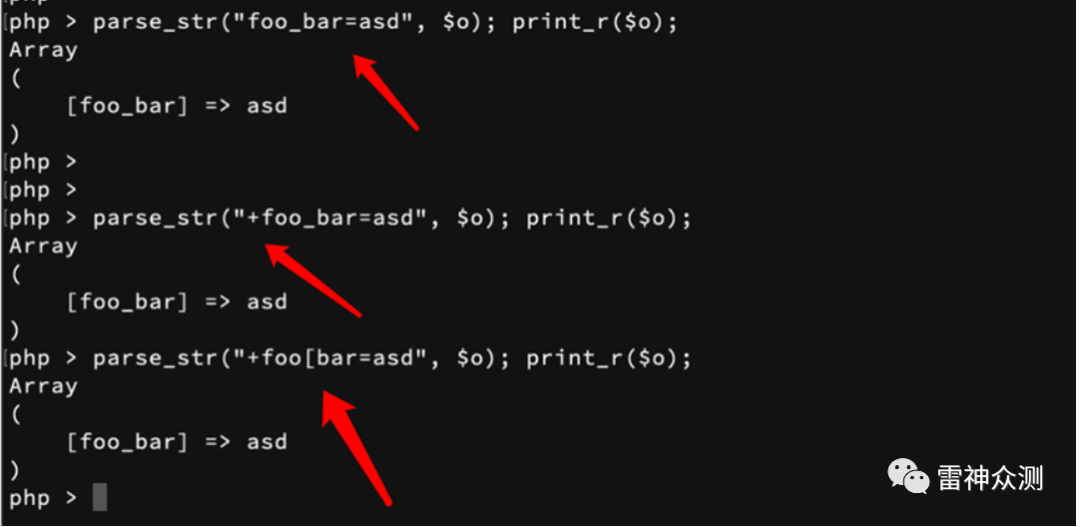 php > parse_str("foo_bar=asd", $o); print_r($o);
Array
(
    [foo_bar] => asd
)
php >
php >
php > parse_str("+foo_bar=asd", $o); print_r($o);
Array
(
    [foo_bar] => asd
)
php > parse_str("+foo[bar=asd", $o); print_r($o);
Array
(
    [foo_bar] => asd
)
php >
雷神众测